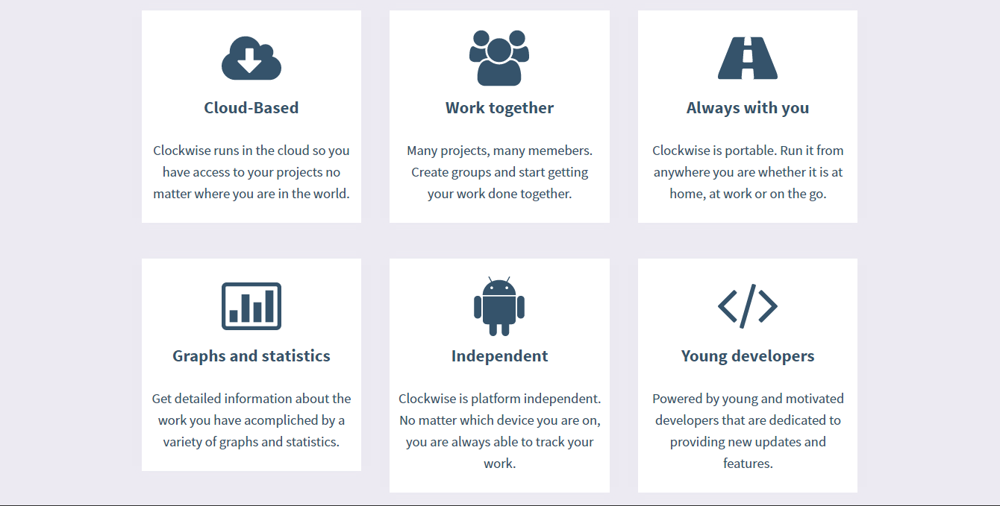 Cloud-Based
Clockwise runs in the cloud so you
have access to your projects no
matter where you are in the world.
Work together
Many projects, many memebers.
Create groups and start getting
your work done together.
Always with you
Clockwise is portable. Run it from
anywhere you are whether it is at
home, at work or on the go.
Graphs and statistics
Get detailed information about the
work you have acompliched by a
variety of graphs and statistics.
Independent
Clockwise is platform independent.
No matter which device you are on,
you are always able to track your
work.
Young developers
Powered by young and motivated
developers that are dedicated to
providing new updates and
features.